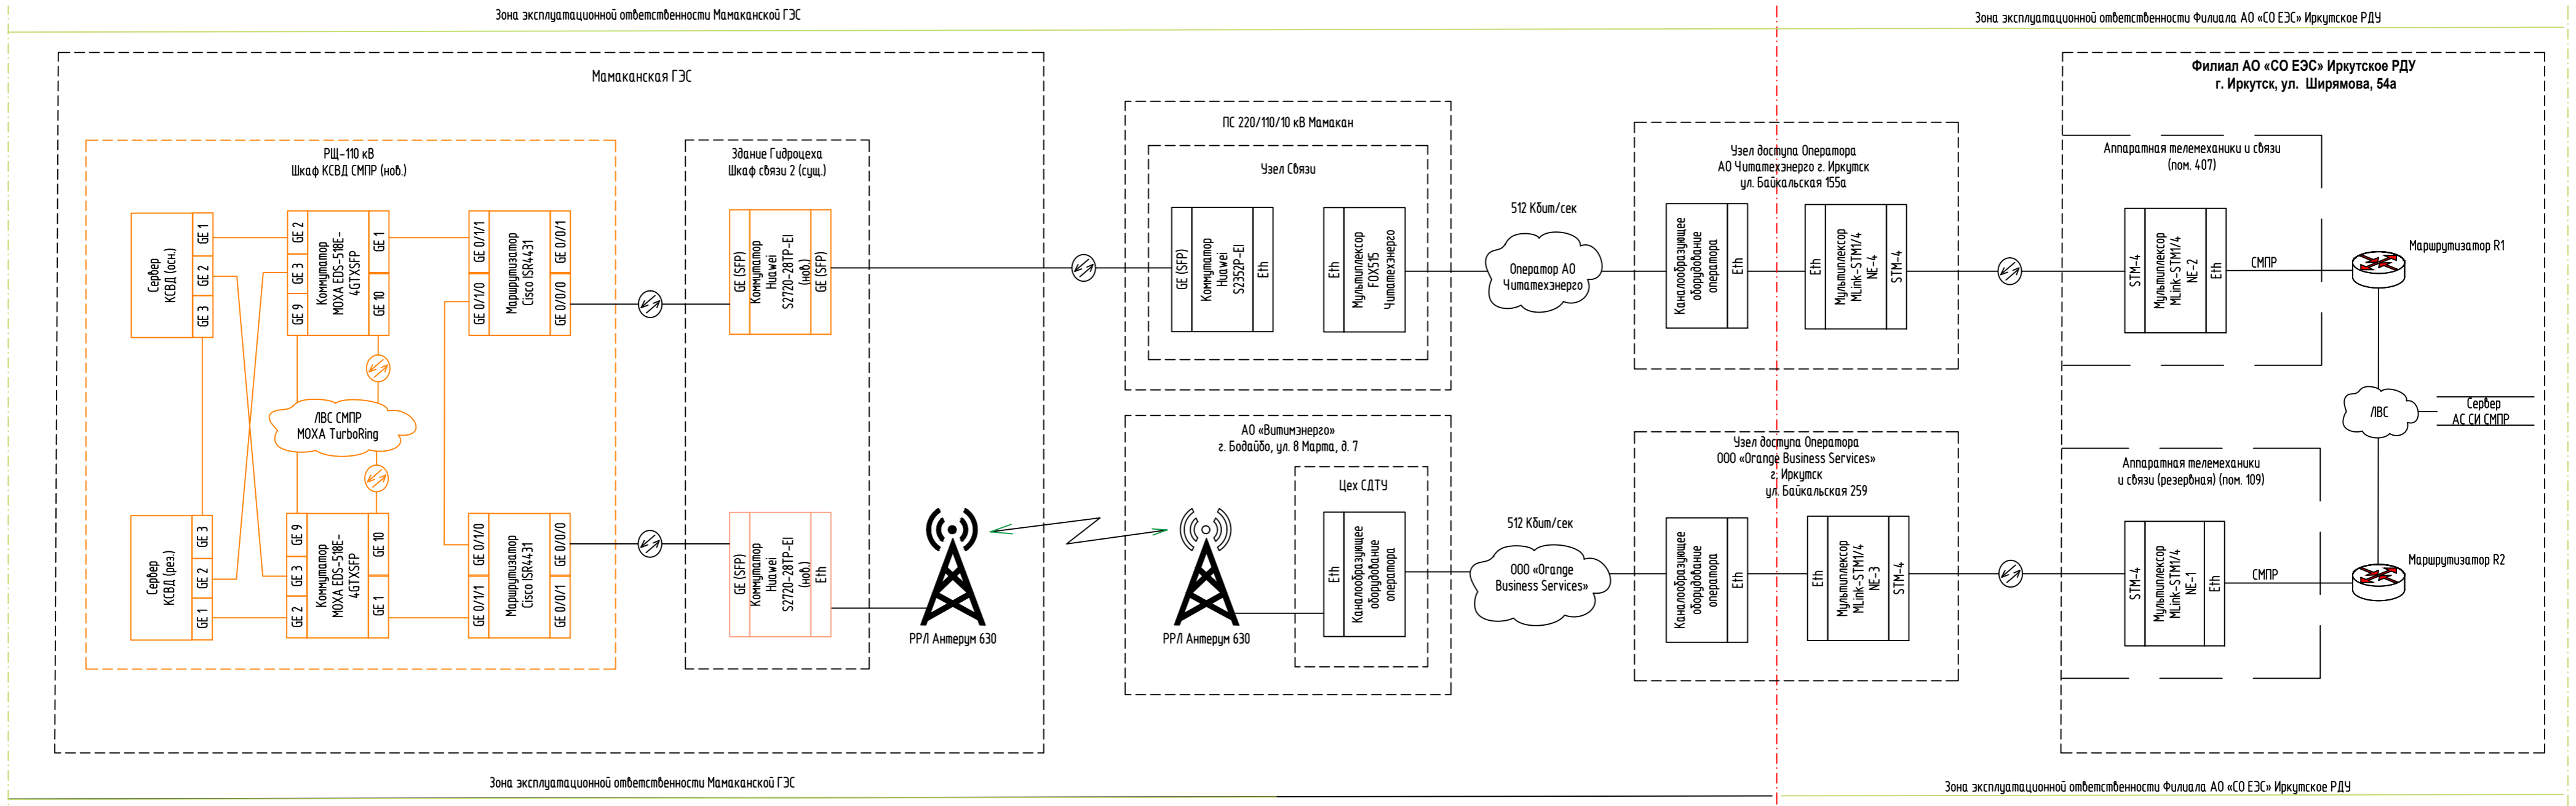 Зона эксплуатационной ответственности Мамаканской ГЭС
Зона эксплуатационной ответственности Филиала АО «СО ЕЭС» Иркутское РДУ
Мамаканская ГЭС
РЩ-110 кВ
Шкаф КСВД СМПР (нов.)
Сервер
КСВД (осн.)
GE 1
GE 2
GE 3
GE 2
GE 3
GE 9
Коммутатор
MOXA EDS-518E-
4GTXSFP
GE 1
GE 10
GE 0/1/1
GE 0/1/0
Маршрутизатор
Cisco ISR4431
GE 0/0/1
GE 0/0/0
ЛВС СМПР
MOXA TurboRing
Сервер
КСВД (рез.)
GE 3
GE 2
GE 1
GE 9
GE 3
GE 2
Коммутатор
MOXA EDS-518E-
4GTXSFP
GE 10
GE 1
GE 0/1/0
GE 0/1/1
Маршрутизатор
Cisco ISR4431
GE 0/0/0
GE 0/0/1
Здание Гидроцеха
Шкаф связи 2 (сущ.)
GE (SFP)
Коммутатор
Huawei
S2720-28TP-EI
(нов.)
GE (SFP)
GE (SFP)
Коммутатор
Huawei
S2720-28TP-EI
(нов.)
Eth
РРЛ Антерум 630
ПС 220/110/10 кВ Мамакан
Узел Связи
GE (SFP)
Коммутатор
Huawei
S2352P-EI
Eth
Eth
Мультиплексор
FOX515
Читатехэнерго
АО «Витимэнерго»
г. Бодайбо, ул. 8 Марта, д. 7
Цех СДТУ
РРЛ Антерум 630
Eth
Каналообразующее
оборудование
оператора
512 Кбит/сек
Оператор АО
Читатехэнерго
512 Кбит/сек
ООО «Orange
Business Services»
Узел доступа Оператора
АО Читатехэнерго г. Иркутск
ул. Байкальская 155а
Каналообразующее
оборудование
оператора
Eth
Eth
Мультиплексор
MLink-STM1/4
NE-4
STM-4
Узел доступа Оператора
ООО «Orange Business Services»
г. Иркутск
ул. Байкальская 259
Каналообразующее
оборудование
оператора
Eth
Eth
Мультиплексор
MLink-STM1/4
NE-3
STM-4
Филиал АО «СО ЕЭС» Иркутское РДУ
г. Иркутск, ул. Ширямова, 54а
Аппаратная телемеханики и связи
(пом. 407)
STM-4
Мультиплексор
MLink-STM1/4
NE-2
Eth
СМПР
Маршрутизатор R1
ЛВС
Сервер
АС СИ СМПР
Аппаратная телемеханики
и связи (резервная) (пом. 109)
STM-4
Мультиплексор
MLink-STM1/4
NE-1
Eth
СМПР
Маршрутизатор R2
Зона эксплуатационной ответственности Мамаканской ГЭС
Зона эксплуатационной ответственности Филиала АО «СО ЕЭС» Иркутское РДУ